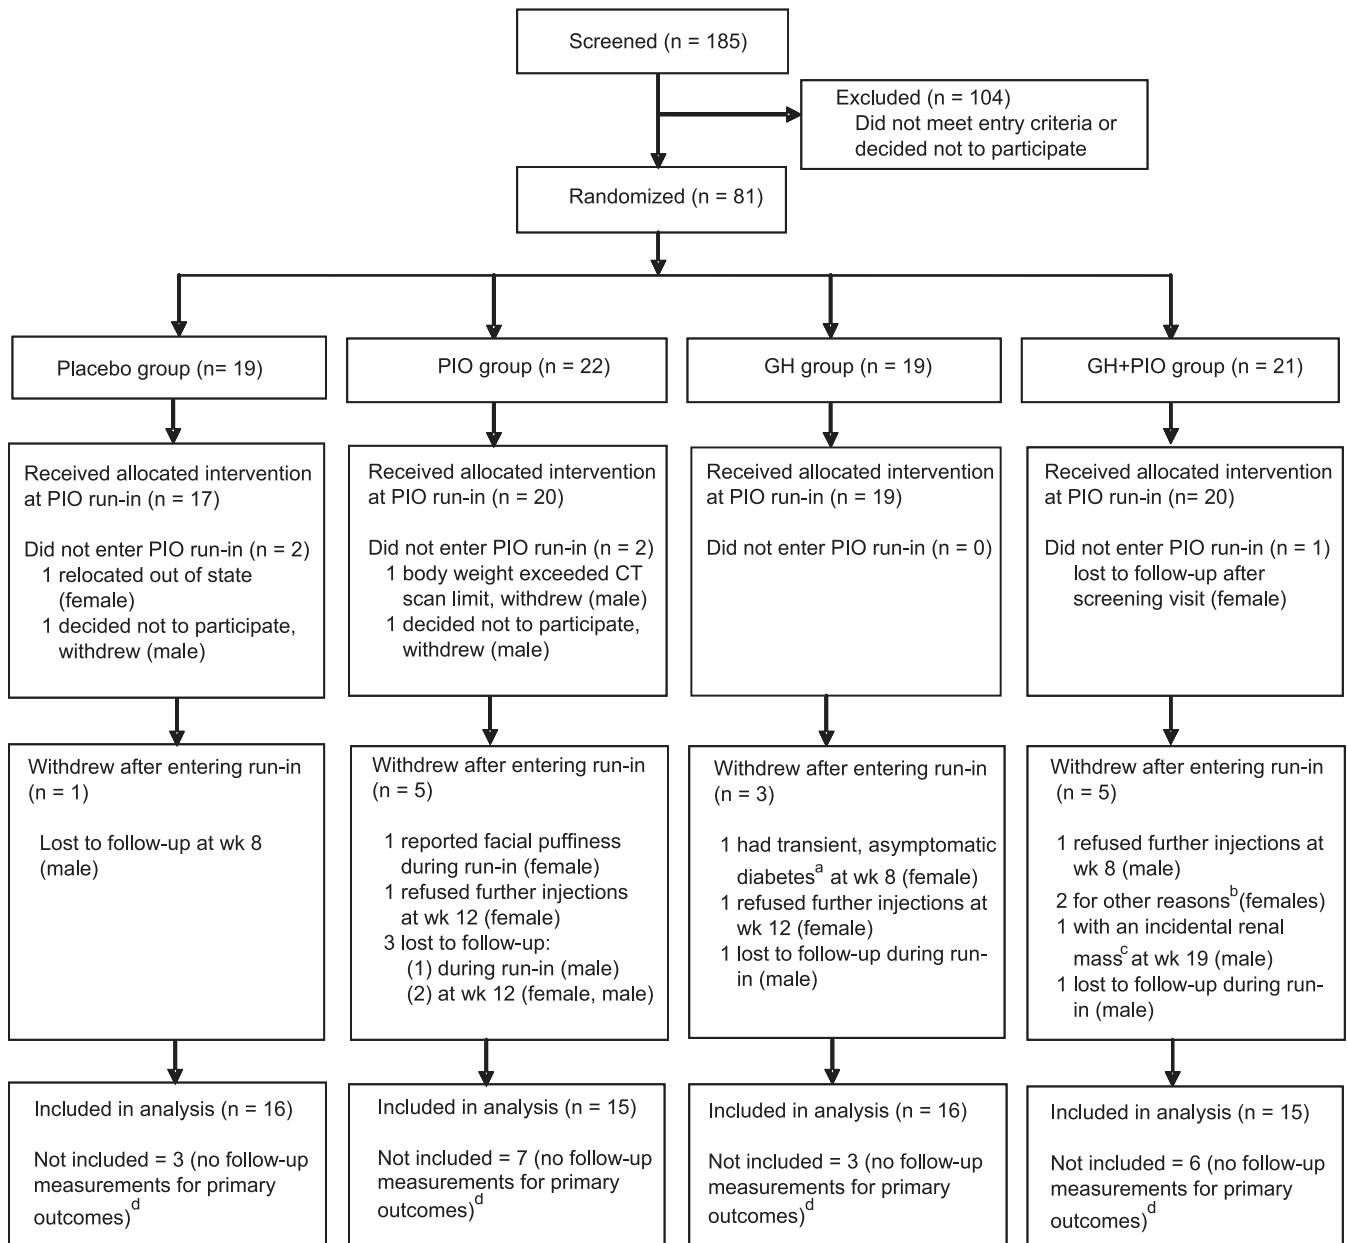 Screened (n = 185)
Excluded (n = 104)
Did not meet entry criteria or
decided not to participate
Randomized (n = 81)
Placebo group (n= 19)
PIO group (n = 22)
GH group (n = 19)
GH+PIO group (n = 21)
Received allocated intervention
at PIO run-in (n = 17)
Did not enter PIO run-in (n = 2)
1 relocated out of state
(female)
1 decided not to participate,
withdrew (male)
Received allocated intervention
at PIO run-in (n = 20)
Did not enter PIO run-in (n = 2)
1 body weight exceeded CT
scan limit, withdrew (male)
1 decided not to participate,
withdrew (male)
Received allocated intervention
at PIO run-in (n = 19)
Did not enter PIO run-in (n = 0)
Received allocated intervention
at PIO run-in (n= 20)
Did not enter PIO run-in (n = 1)
lost to follow-up after
screening visit (female)
Withdrew after entering run-in
(n = 1)
Lost to follow-up at wk 8
(male)
Withdrew after entering run-in
(n = 5)
1 reported facial puffiness
during run-in (female)
1 refused further injections
at wk 12 (female)
3 lost to follow-up:
(1) during run-in (male)
(2) at wk 12 (female, male)
Withdrew after entering run-in
(n = 3)
1 had transient, asymptomatic
diabetesᵃ at wk 8 (female)
1 refused further injections at
wk 12 (female)
1 lost to follow-up during run-
in (male)
Withdrew after entering run-in
(n = 5)
1 refused further injections at
wk 8 (male)
2 for other reasonsᵇ (females)
1 with an incidental renal
massᶜ at wk 19 (male)
1 lost to follow-up during run-
in (male)
Included in analysis (n = 16)
Not included = 3 (no follow-up
measurements for primary
outcomes)ᵈ
Included in analysis (n = 15)
Not included = 7 (no follow-up
measurements for primary
outcomes)ᵈ
Included in analysis (n = 16)
Not included = 3 (no follow-up
measurements for primary
outcomes)ᵈ
Included in analysis (n = 15)
Not included = 6 (no follow-up
measurements for primary
outcomes)ᵈ